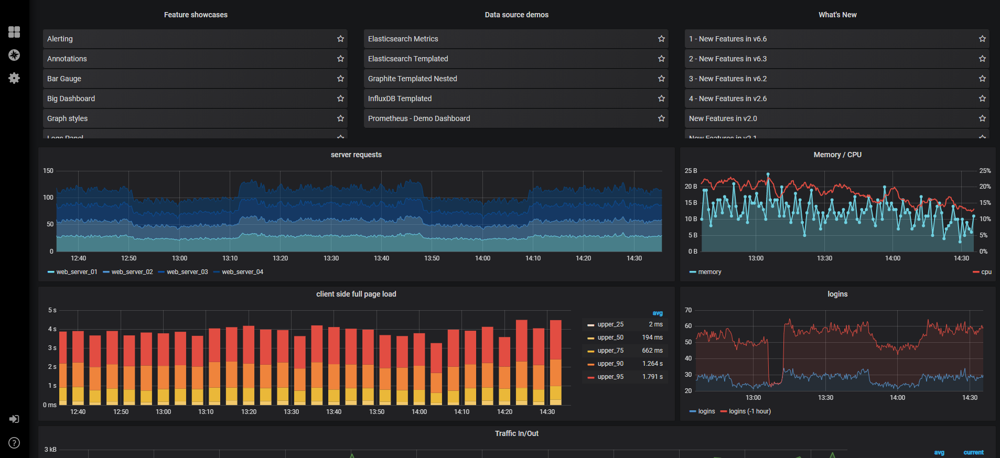 Feature showcases
Alerting
Annotations
Bar Gauge
Big Dashboard
Graph styles
Logs Panel
Data source demos
Elasticsearch Metrics
Elasticsearch Templated
Graphite Templated Nested
InfluxDB Templated
Prometheus - Demo Dashboard
What's New
1 - New Features in v6.6
2 - New Features in v6.3
3 - New Features in v6.2
4 - New Features in v2.6
New Features in v2.0
New Features in v2.1
server requests
150
100
50
0
12:40 12:50 13:00 13:10 13:20 13:30 13:40 13:50 14:00 14:10 14:20 14:30
web_server_01 web_server_02 web_server_03 web_server_04
Memory / CPU
25 B 25%
20 B 20%
15 B 15%
10 B 10%
5 B 5%
0 B 0%
13:00 13:30 14:00 14:30
memory cpu
client side full page load
5 s
4 s
3 s
2 s
1 s
0 ms
12:40 12:50 13:00 13:10 13:20 13:30 13:40 13:50 14:00 14:10 14:20 14:30
avg
upper_25 2 ms
upper_50 194 ms
upper_75 662 ms
upper_90 1.264 s
upper_95 1.791 s
logins
70
60
50
40
30
20
13:00 13:30 14:00 14:30
logins logins (-1 hour)
Traffic In/Out
3 kB
avg current